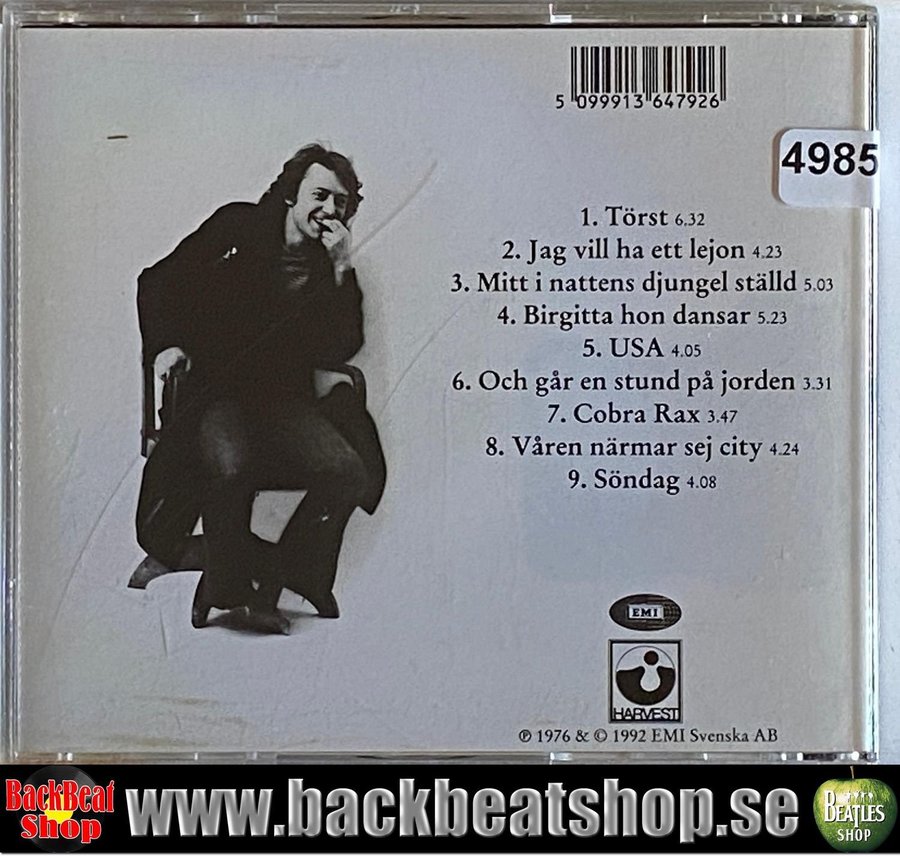 5 099913 647926
4985
1. Törst 6.32
2. Jag vill ha ett lejon 4.23
3. Mitt i nattens djungel ställd 5.03
4. Birgitta hon dansar 5.23
5. USA 4.05
6. Och går en stund på jorden 3.31
7. Cobra Rax 3.47
8. Våren närmar sej city 4.24
9. Söndag 4.08
EMI
HARVEST
℗ 1976 & © 1992 EMI Svenska AB
BackBeat
Shop
www.backbeatshop.se
BEATLES
SHOP